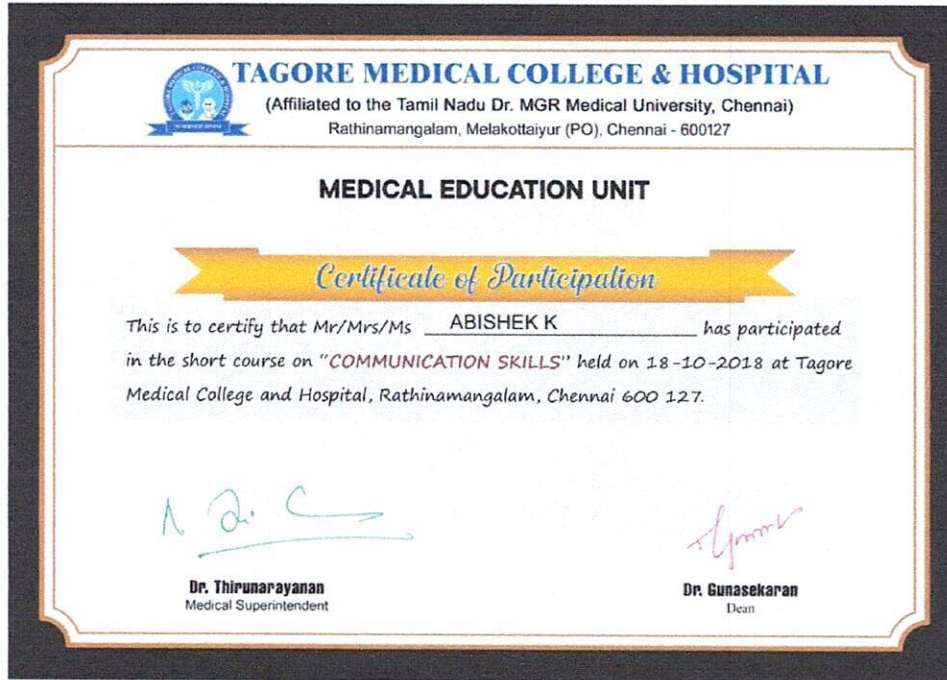 TAGORE MEDICAL COLLEGE & HOSPITAL
(Affiliated to the Tamil Nadu Dr. MGR Medical University, Chennai)
Rathinamangalam, Melakottaiyur (PO), Chennai - 600127
MEDICAL EDUCATION UNIT
Certificate of Participation
This is to certify that Mr/Mrs/Ms ABISHEK K has participated
in the short course on "COMMUNICATION SKILLS" held on 18-10-2018 at Tagore
Medical College and Hospital, Rathinamangalam, Chennai 600 127.
Dr. Thirunarayanan
Medical Superintendent
Dr. Gunasekaran
Dean